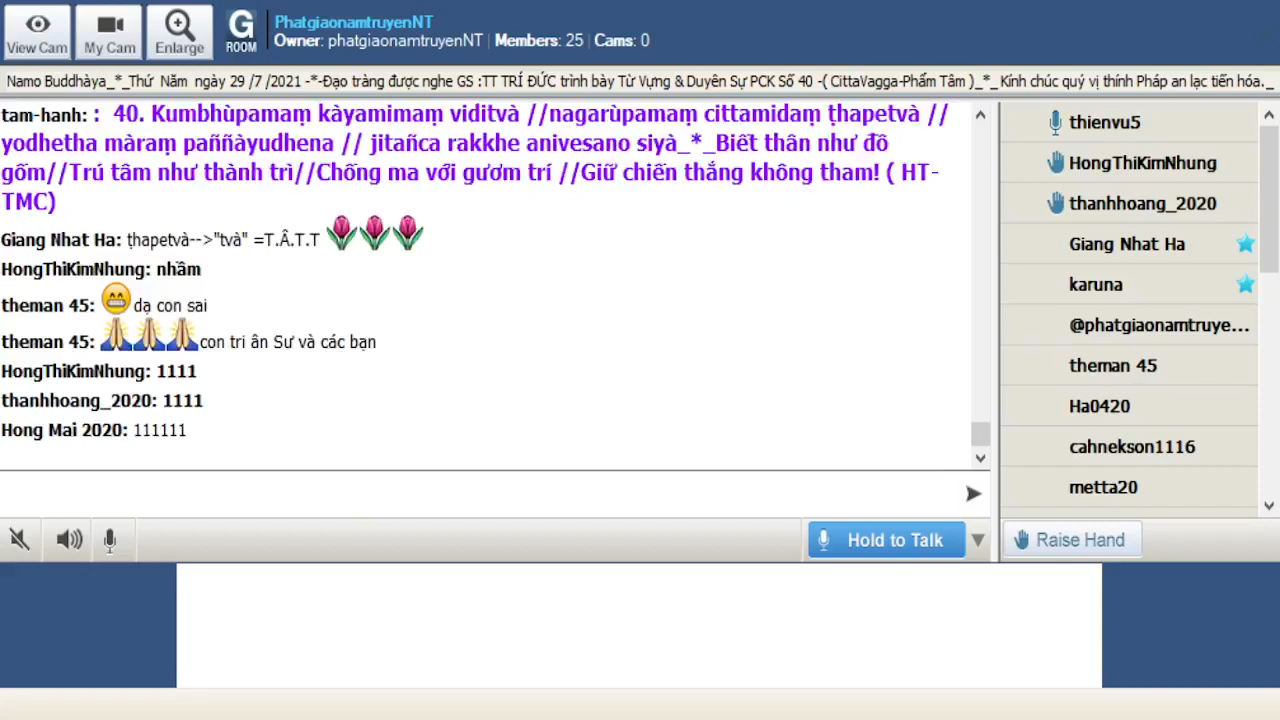 View Cam
My Cam
Enlarge
G
ROOM
PhatgiaonamtruyenNT
Owner: phatgiaonamtruyenNT | Members: 25 | Cams: 0
Namo Buddhàya_*_Thứ Năm ngày 29 /7 /2021 -*-Đạo tràng được nghe GS :TT TRÍ ĐỨC trình bày Từ Vựng & Duyên Sự PCK Số 40 -( CittaVagga-Phẩm Tâm )_*_ Kính chúc quý vị thính Pháp an lạc tiến hóa._
tam-hanh: : 40. Kumbhùpamaṃ kàyamimaṃ viditvà //nagarùpamaṃ cittamidaṃ ṭhapetvà //
yodhetha màraṃ paññàyudhena // jitañca rakkhe anivesano siyà_*_Biết thân như đồ
gốm//Trú tâm như thành trì//Chống ma với gươm trí //Giữ chiến thắng không tham! ( HT-
TMC)
Giang Nhat Ha: ṭhapetvà-->"tvà" =T.Â.T.T
HongThiKimNhung: nhầm
theman 45: dạ con sai
theman 45: con tri ân Sư và các bạn
HongThiKimNhung: 1111
thanhhoang_2020: 1111
Hong Mai 2020: 111111
thienvu5
HongThiKimNhung
thanhhoang_2020
Giang Nhat Ha
karuna
@phatgiaonamtruye...
theman 45
Ha0420
cahnekson1116
metta20
Hold to Talk
Raise Hand